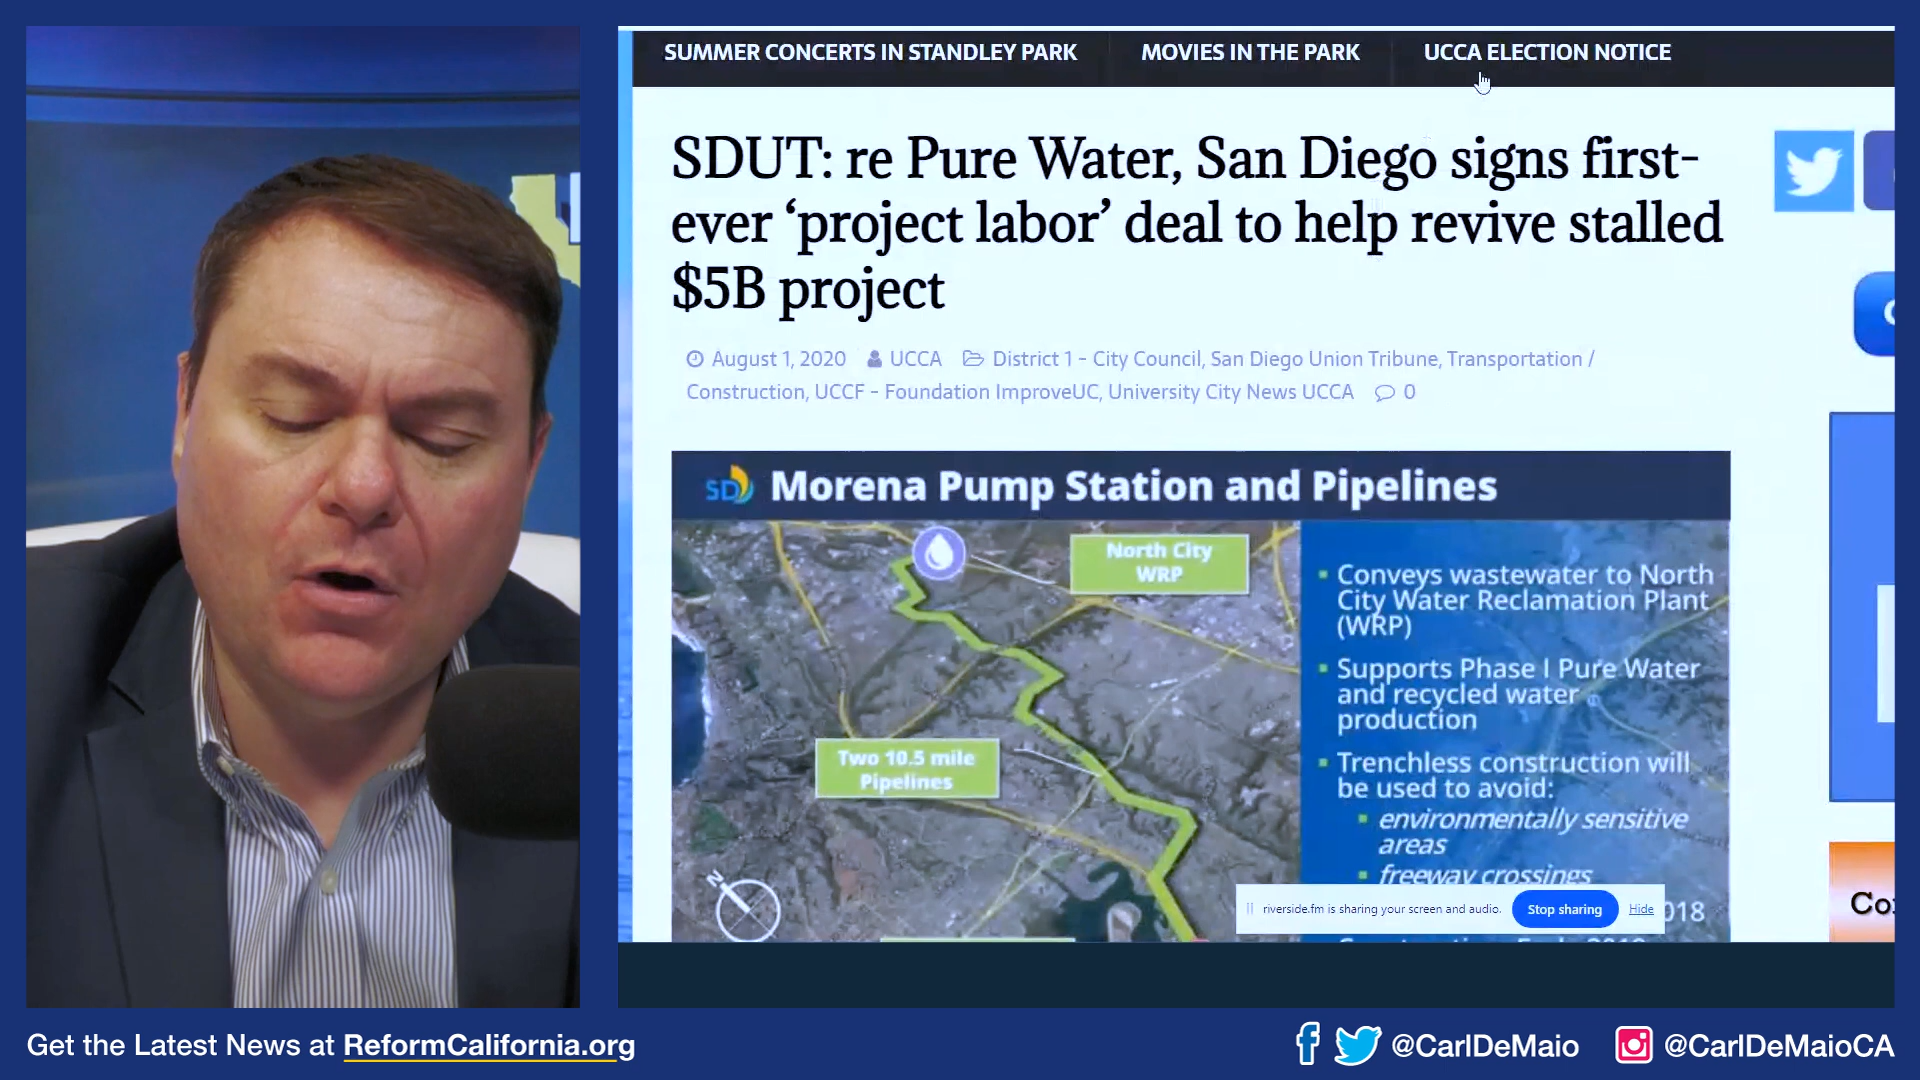 SUMMER CONCERTS IN STANDLEY PARK
MOVIES IN THE PARK
UCCA ELECTION NOTICE
SDUT: re Pure Water, San Diego signs first-
ever ‘project labor’ deal to help revive stalled
$5B project
August 1, 2020 UCCA District 1 - City Council, San Diego Union Tribune, Transportation /
Construction, UCCF - Foundation ImproveUC, University City News UCCA 0
SD Morena Pump Station and Pipelines
North City
WRP
Two 10.5 mile
Pipelines
N
▪ Conveys wastewater to North
City Water Reclamation Plant
(WRP)
▪ Supports Phase I Pure Water
and recycled water
production
▪ Trenchless construction will
be used to avoid:
▪ environmentally sensitive
areas
▪ freeway crossings
018
riverside.fm is sharing your screen and audio.
Stop sharing
Hide
Get the Latest News at ReformCalifornia.org
@CarlDeMaio
@CarlDeMaioCA